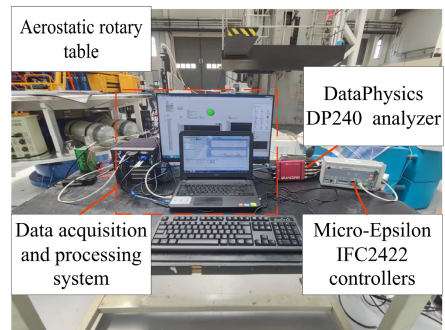 Aerostatic rotary
table
DataPhysics
DP240 analyzer
Data acquisition
and processing
system
Micro-Epsilon
IFC2422
controllers